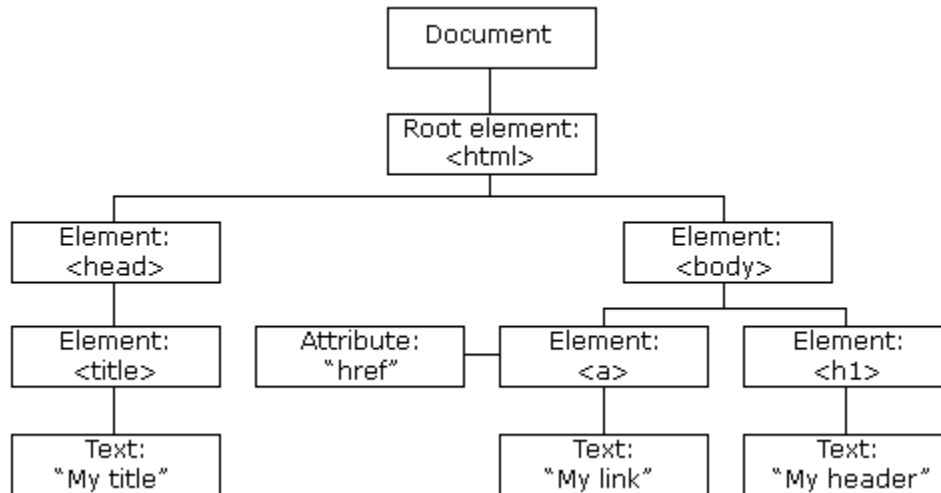 Document
Root element:
<html>
Element:
<head>
Element:
<body>
Element:
<title>
Attribute:
“href”
Element:
<a>
Element:
<h1>
Text:
“My title”
Text:
“My link”
Text:
“My header”